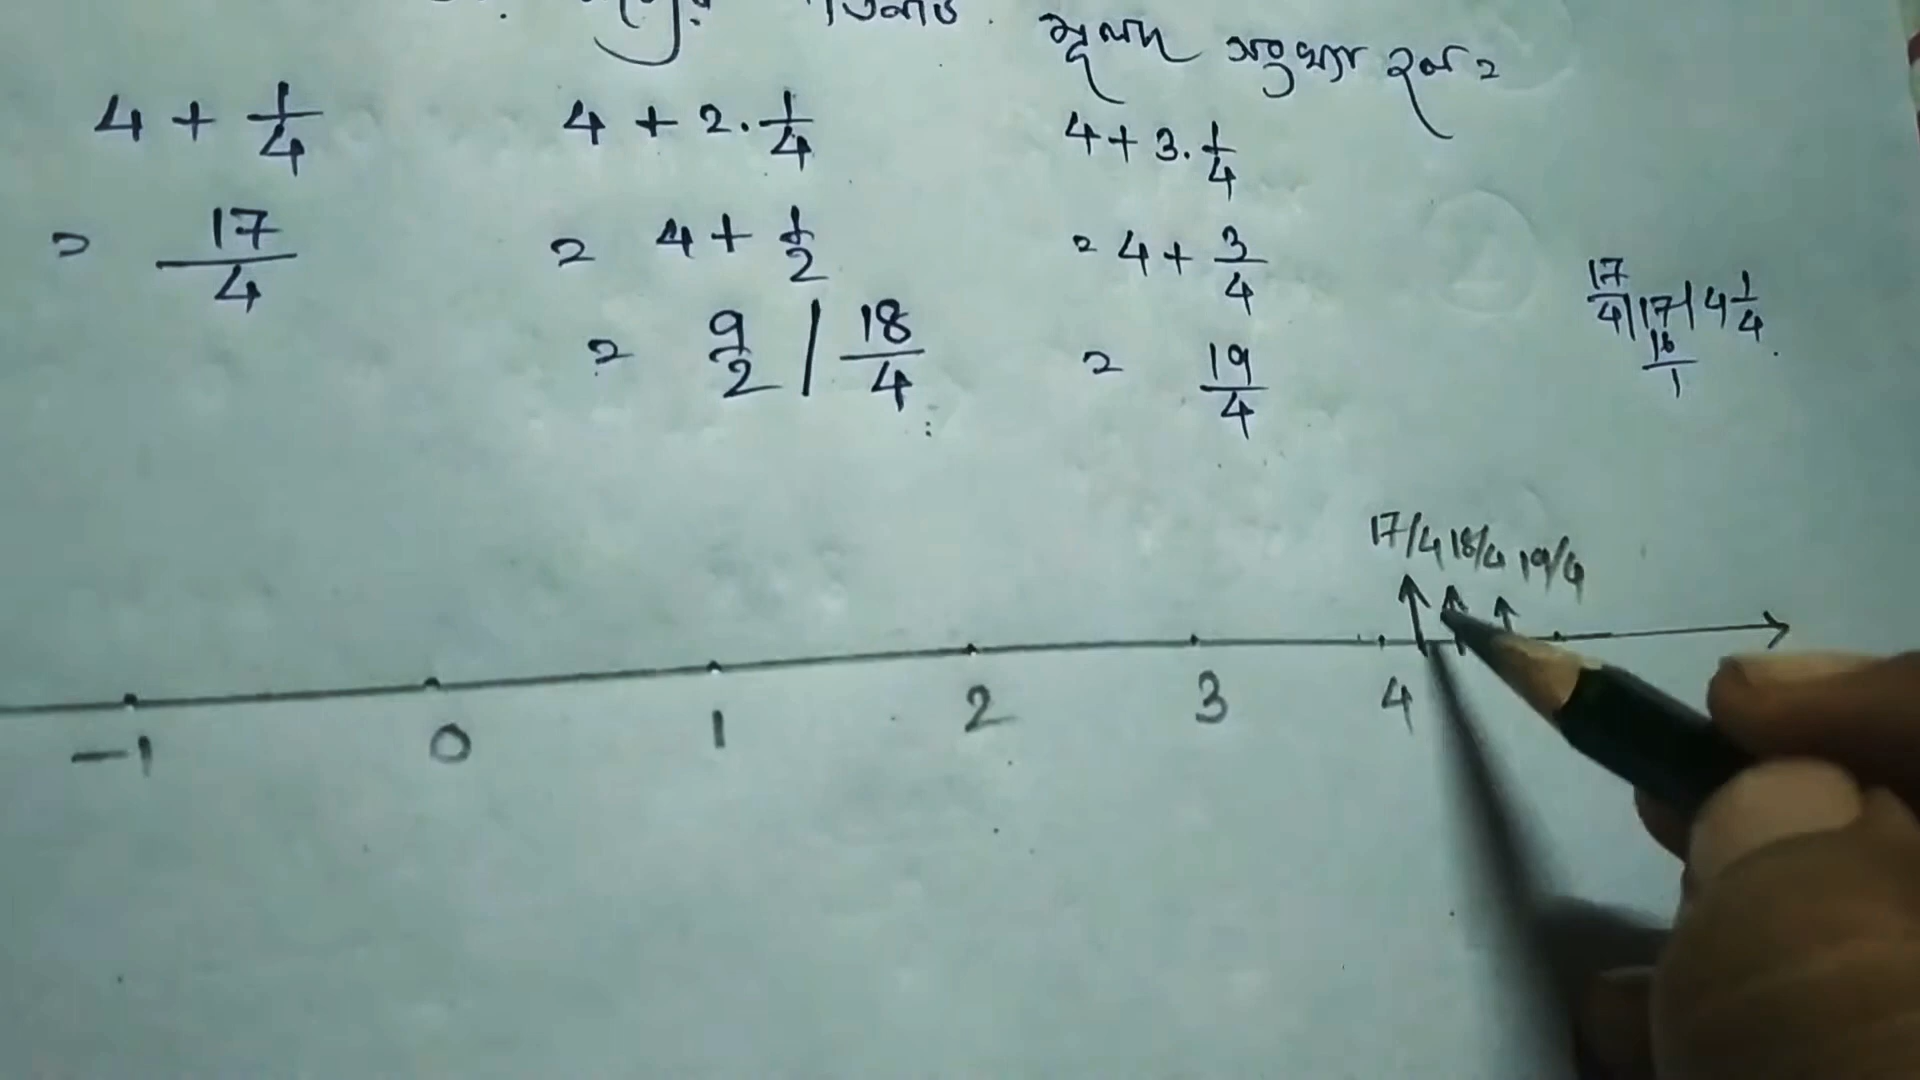 মূলদ সংখ্যা হল =
4 + 1/4    4 + 2 · 1/4    4 + 3 · 1/4
= 17/4    = 4 + 1/2    = 4 + 3/4
= 9/2 | 18/4    = 19/4
17/4 | 17 | 4 1/4
16
1
17/4 18/4 19/4
-1 0 1 2 3 4